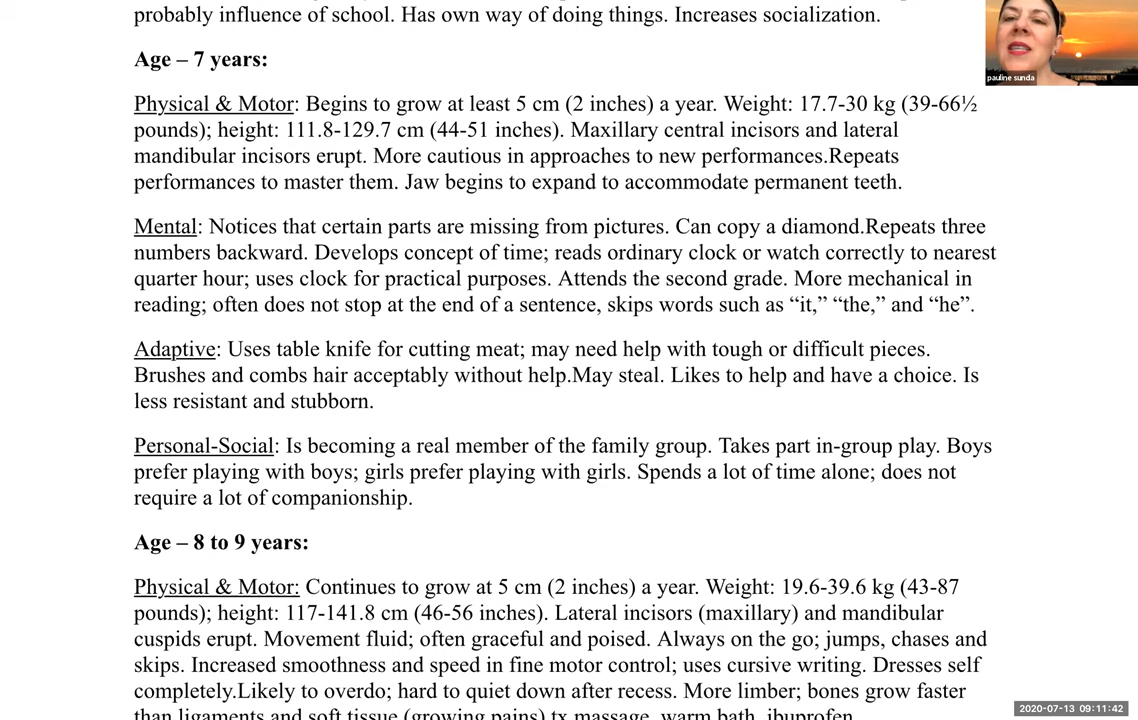 probably influence of school. Has own way of doing things. Increases socialization.
Age – 7 years:
Physical & Motor: Begins to grow at least 5 cm (2 inches) a year. Weight: 17.7-30 kg (39-66½
pounds); height: 111.8-129.7 cm (44-51 inches). Maxillary central incisors and lateral
mandibular incisors erupt. More cautious in approaches to new performances.Repeats
performances to master them. Jaw begins to expand to accommodate permanent teeth.
Mental: Notices that certain parts are missing from pictures. Can copy a diamond.Repeats three
numbers backward. Develops concept of time; reads ordinary clock or watch correctly to nearest
quarter hour; uses clock for practical purposes. Attends the second grade. More mechanical in
reading; often does not stop at the end of a sentence, skips words such as “it,” “the,” and “he”.
Adaptive: Uses table knife for cutting meat; may need help with tough or difficult pieces.
Brushes and combs hair acceptably without help.May steal. Likes to help and have a choice. Is
less resistant and stubborn.
Personal-Social: Is becoming a real member of the family group. Takes part in-group play. Boys
prefer playing with boys; girls prefer playing with girls. Spends a lot of time alone; does not
require a lot of companionship.
Age – 8 to 9 years:
Physical & Motor: Continues to grow at 5 cm (2 inches) a year. Weight: 19.6-39.6 kg (43-87
pounds); height: 117-141.8 cm (46-56 inches). Lateral incisors (maxillary) and mandibular
cuspids erupt. Movement fluid; often graceful and poised. Always on the go; jumps, chases and
skips. Increased smoothness and speed in fine motor control; uses cursive writing. Dresses self
completely.Likely to overdo; hard to quiet down after recess. More limber; bones grow faster
than ligaments and soft tissue (growing pains) tx massage, warm bath, ibuprofen
pauline sunda
2020-07-13 09:11:42